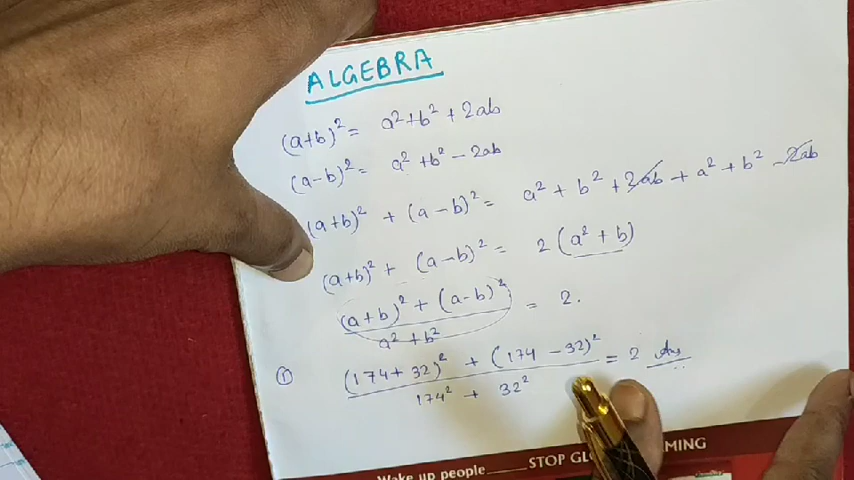 ALGEBRA
(a+b)² = a²+b²+2ab
(a-b)² = a²+b²-2ab
(a+b)² + (a-b)² = a²+b²+2ab+a²+b²-2ab
(a+b)² + (a-b)² = 2(a²+b)
(a+b)² + (a-b)² / a²+b² = 2.
① (174+32)² + (174-32)² / 174² + 32² = 2 Ans
Wake up people STOP GL MING